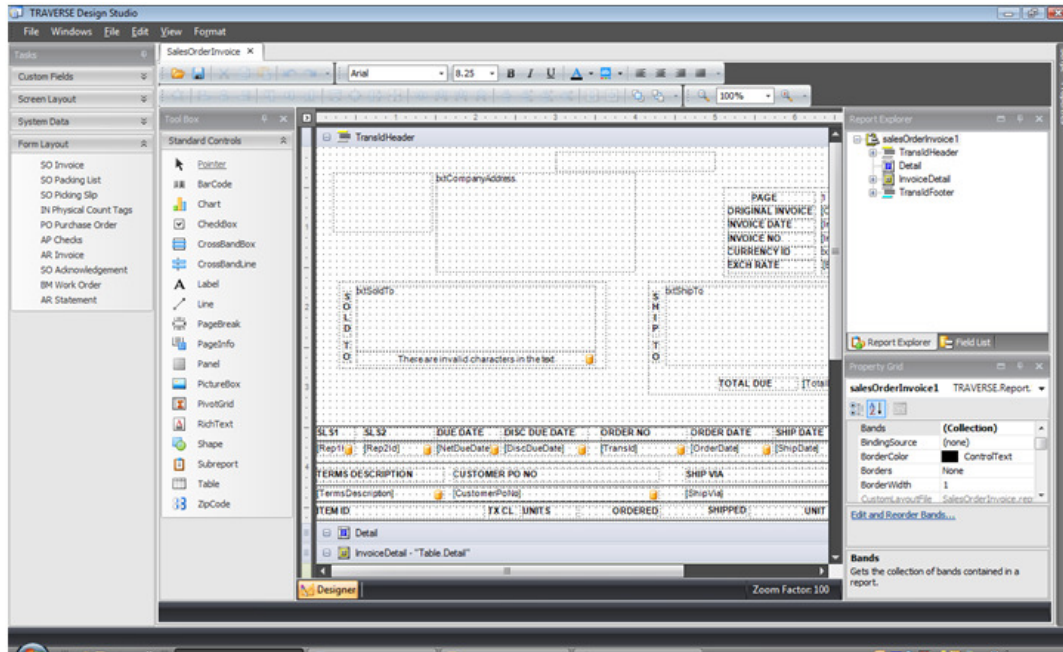 TRAVERSE Design Studio
File Windows File Edit View Format
Tasks
SalesOrderInvoice
Custom Fields
Screen Layout
System Data
Form Layout
SO Invoice
SO Packing List
SO Picking Slip
IN Physical Count Tags
PO Purchase Order
AP Checks
AR Invoice
SO Acknowledgement
BM Work Order
AR Statement
Arial 8.25 B I U A
100%
Tool Box
Standard Controls
Pointer
BarCode
Chart
CheckBox
CrossBandBox
CrossBandLine
A Label
Line
PageBreak
PageInfo
Panel
PictureBox
PivotGrid
RichText
Shape
Subreport
Table
ZipCode
TransIdHeader
txtCompanyAddress
PAGE 1
ORIGINAL INVOICE
INVOICE DATE
INVOICE NO.
CURRENCY ID
EXCH RATE
SOLD TO
txtSoldTo
There are invalid characters in the text.
SHIP TO
txtShipTo
TOTAL DUE [Total
SLS1 SLS2 DUE DATE DISC DUE DATE ORDER NO ORDER DATE SHIP DATE
[Rep1I [Rep2Id] [NetDueDate] [DiscDueDate] [TransId] [OrderDate] [ShipDate]
TERMS DESCRIPTION CUSTOMER PO NO SHIP VIA
[TermsDescription] [CustomerPoNo] [ShipVia]
ITEM ID TX CL UNITS ORDERED SHIPPED UNIT
Detail
InvoiceDetail - "Table.Detail"
Designer
Zoom Factor: 100
Report Explorer
salesOrderInvoice1
TransIdHeader
Detail
InvoiceDetail
TransIdFooter
Report Explorer Field List
Property Grid
salesOrderInvoice1 TRAVERSE.Report.
Bands (Collection)
BindingSource (none)
BorderColor ControlText
Borders None
BorderWidth 1
CustomLayoutFile SalesOrderInvoice.rep
Edit and Reorder Bands...
Bands
Gets the collection of bands contained in a
report.